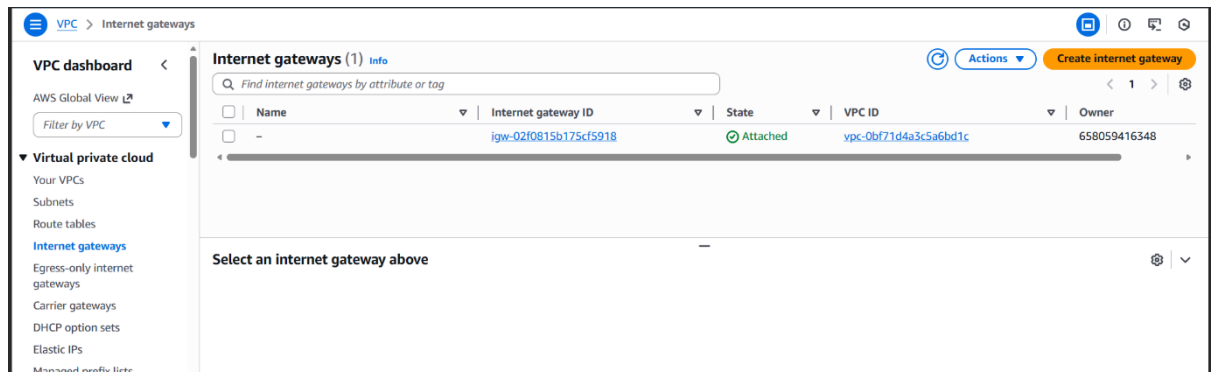 VPC > Internet gateways
VPC dashboard
AWS Global View
Filter by VPC
Virtual private cloud
Your VPCs
Subnets
Route tables
Internet gateways
Egress-only internet
gateways
Carrier gateways
DHCP option sets
Elastic IPs
Managed prefix lists
Internet gateways (1) Info
Actions
Create internet gateway
Find internet gateways by attribute or tag
1
Name Internet gateway ID State VPC ID Owner
– igw-02f0815b175cf5918 Attached vpc-0bf71d4a3c5a6bd1c 658059416348
Select an internet gateway above